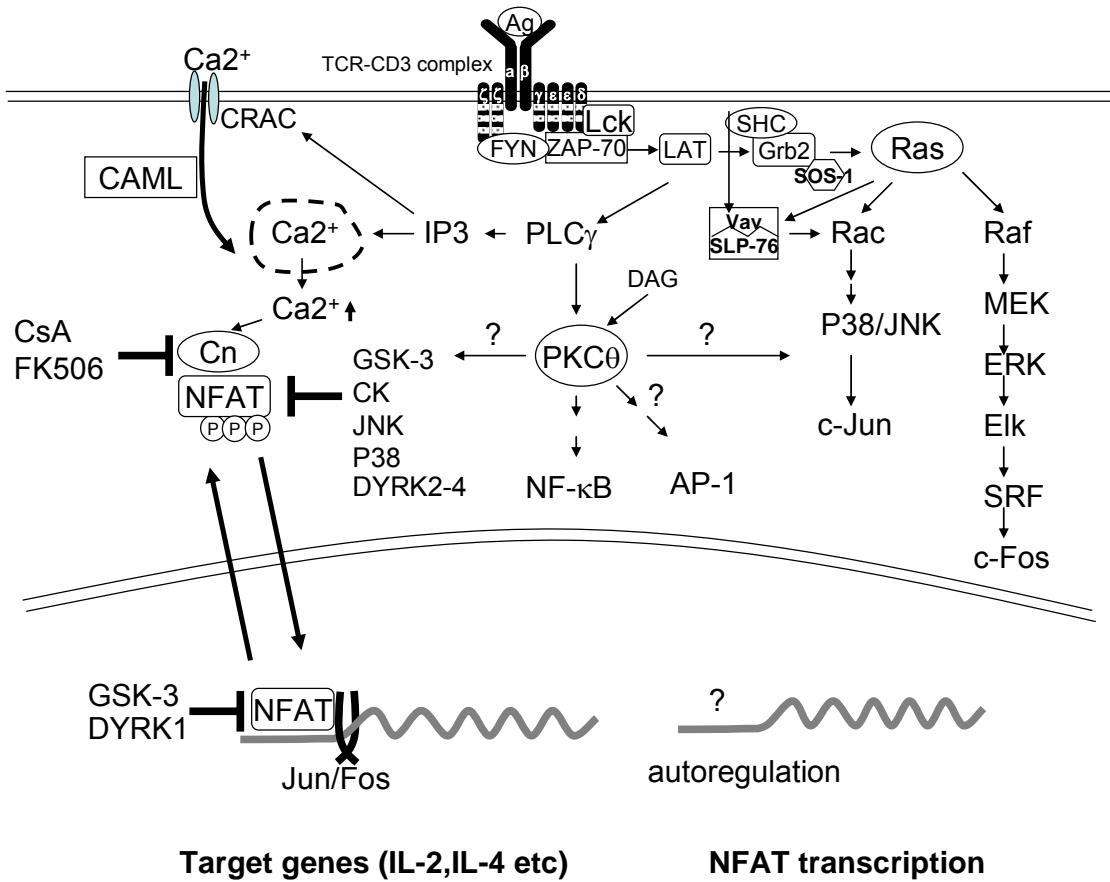 Ag
Ca2+
TCR-CD3 complex
α β
ζ ζ γ ε ε δ
CRAC
Lck
SHC
FYN
ZAP-70
LAT
Grb2
Ras
SOS-1
CAML
Ca2+
IP3
PLCγ
Vav
SLP-76
Rac
Raf
DAG
Ca2+
MEK
P38/JNK
CsA
FK506
Cn
? PKCθ ?
GSK-3
ERK
NFAT
CK
?
P P P
JNK
c-Jun
Elk
P38
DYRK2-4
NF-κB
AP-1
SRF
c-Fos
GSK-3
DYRK1
NFAT
?
Jun/Fos
autoregulation
Target genes (IL-2,IL-4 etc)
NFAT transcription